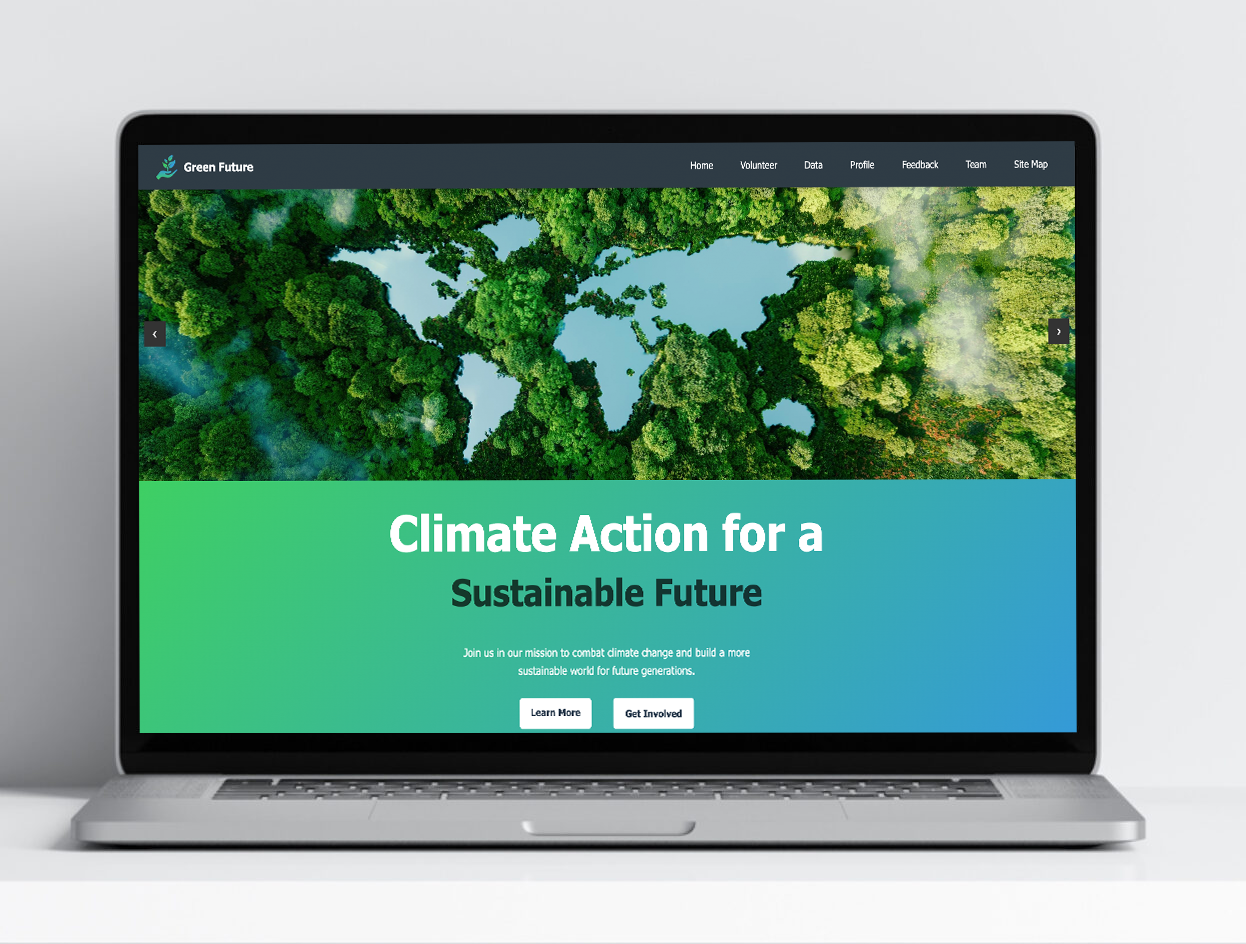 Green Future
Home Volunteer Data Profile Feedback Team Site Map
‹ ›
Climate Action for a
Sustainable Future
Join us in our mission to combat climate change and build a more
sustainable world for future generations.
Learn More Get Involved